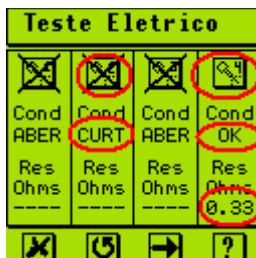 Teste Eletrico
Cond Cond Cond Cond
ABER CURT ABER OK
Res Res Res Res
Ohms Ohms Ohms Ohms
---- ---- ---- 0.33
?